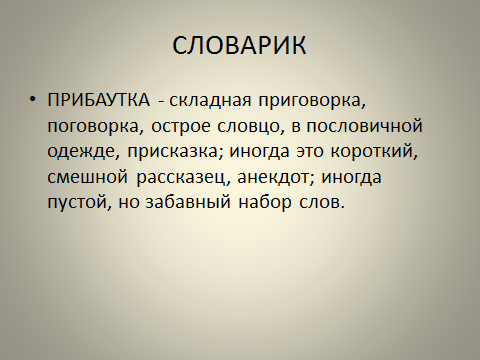 СЛОВАРИК
• ПРИБАУТКА - складная приговорка,
поговорка, острое словцо, в пословичной
одежде, присказка; иногда это короткий,
смешной рассказец, анекдот; иногда
пустой, но забавный набор слов.